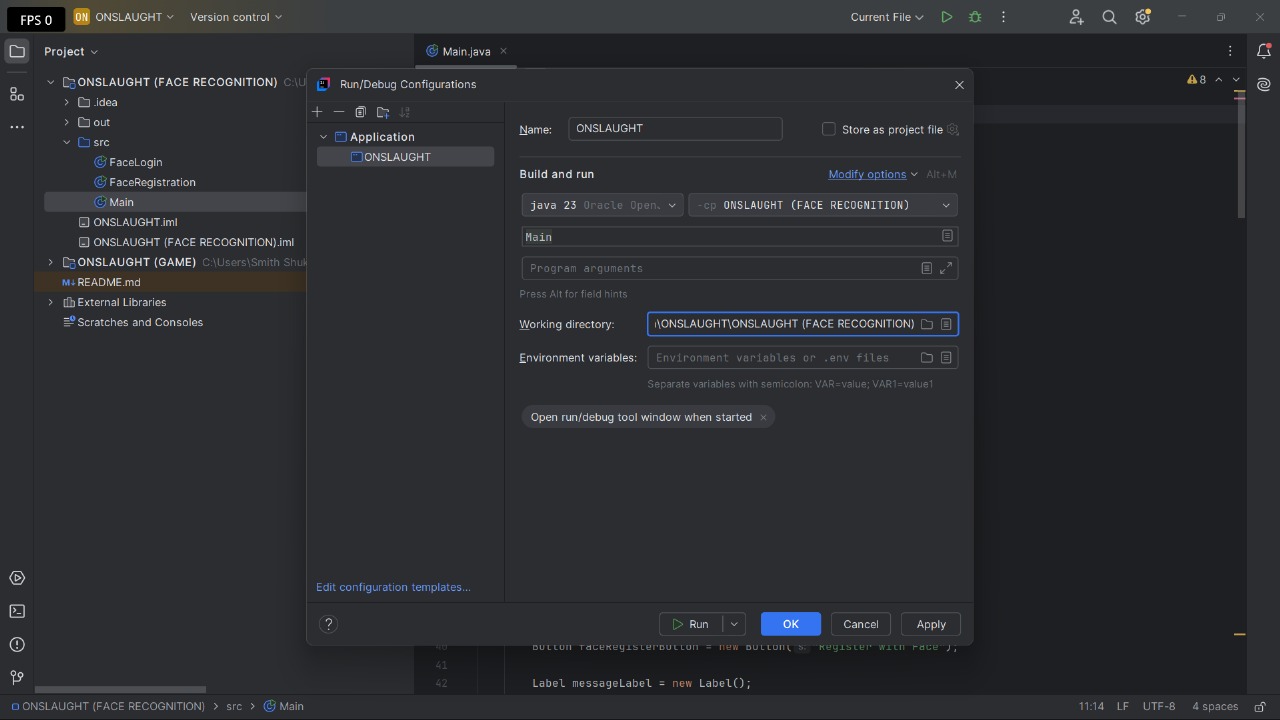 FPS 0
ON ONSLAUGHT
Version control
Current File
Project
Main.java
ONSLAUGHT (FACE RECOGNITION) C:\U
.idea
out
src
FaceLogin
FaceRegistration
Main
ONSLAUGHT.iml
ONSLAUGHT (FACE RECOGNITION).iml
ONSLAUGHT (GAME) C:\Users\Smith Shuk
M↓ README.md
External Libraries
Scratches and Consoles
8
Run/Debug Configurations
Application
ONSLAUGHT
Edit configuration templates...
Name: ONSLAUGHT
Store as project file
Build and run
Modify options Alt+M
java 23 Oracle Open.
-cp ONSLAUGHT (FACE RECOGNITION)
Main
Program arguments
Press Alt for field hints
Working directory: \ONSLAUGHT\ONSLAUGHT (FACE RECOGNITION)
Environment variables: Environment variables or .env files
Separate variables with semicolon: VAR=value; VAR1=value1
Open run/debug tool window when started
?
Run
OK
Cancel
Apply
40 Button faceRegisterButton = new Button( s: "Register with Face");
41
42 Label messageLabel = new Label();
ONSLAUGHT (FACE RECOGNITION) > src > Main
11:14 LF UTF-8 4 spaces